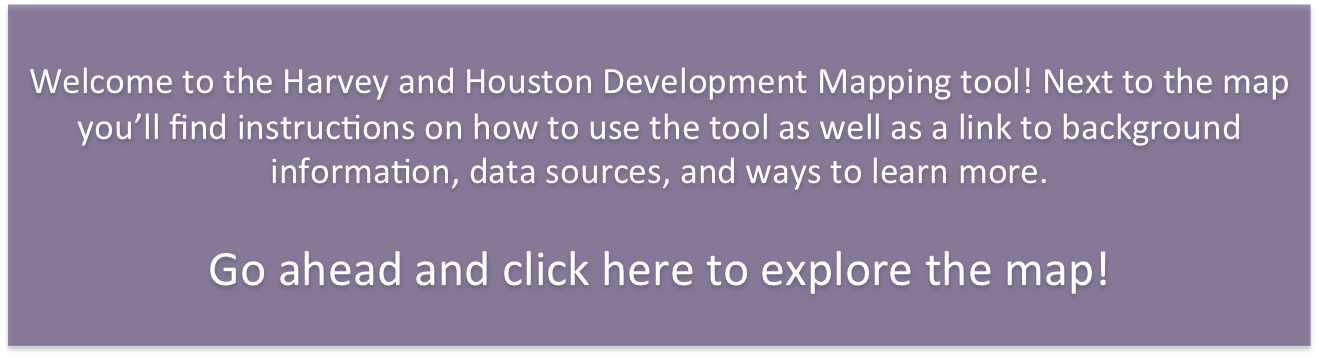 Welcome to the Harvey and Houston Development Mapping tool! Next to the map
you’ll find instructions on how to use the tool as well as a link to background
information, data sources, and ways to learn more.
Go ahead and click here to explore the map!